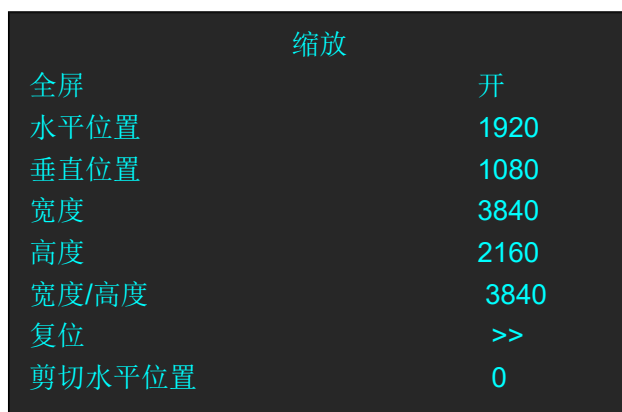 缩放
全屏 开
水平位置 1920
垂直位置 1080
宽度 3840
高度 2160
宽度/高度 3840
复位 >>
剪切水平位置 0